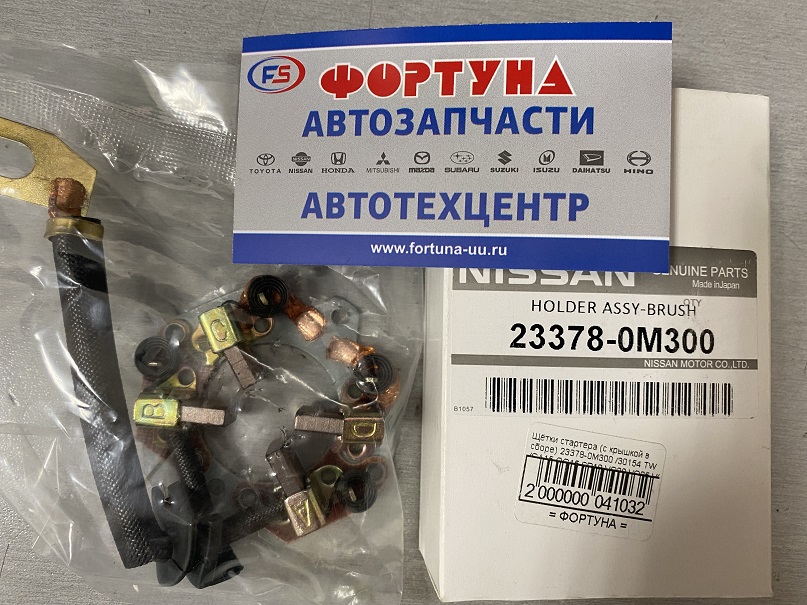 FS ФОРТУНА
АВТОЗАПЧАСТИ
TOYOTA NISSAN HONDA MITSUBISHI mazda SUBARU SUZUKI ISUZU DAIHATSU HINO
АВТОТЕХЦЕНТР
www.fortuna-uu.ru
NISSAN GENUINE PARTS
Made in Japan
QTY
HOLDER ASSY-BRUSH
23378-0M300
NISSAN MOTOR CO.,LTD.
B1057
Щетки стартера (с крышкой в
сборе) 23378-0M300 /30154 TW
2 000000 041032
= ФОРТУНА =
C
B
D
A